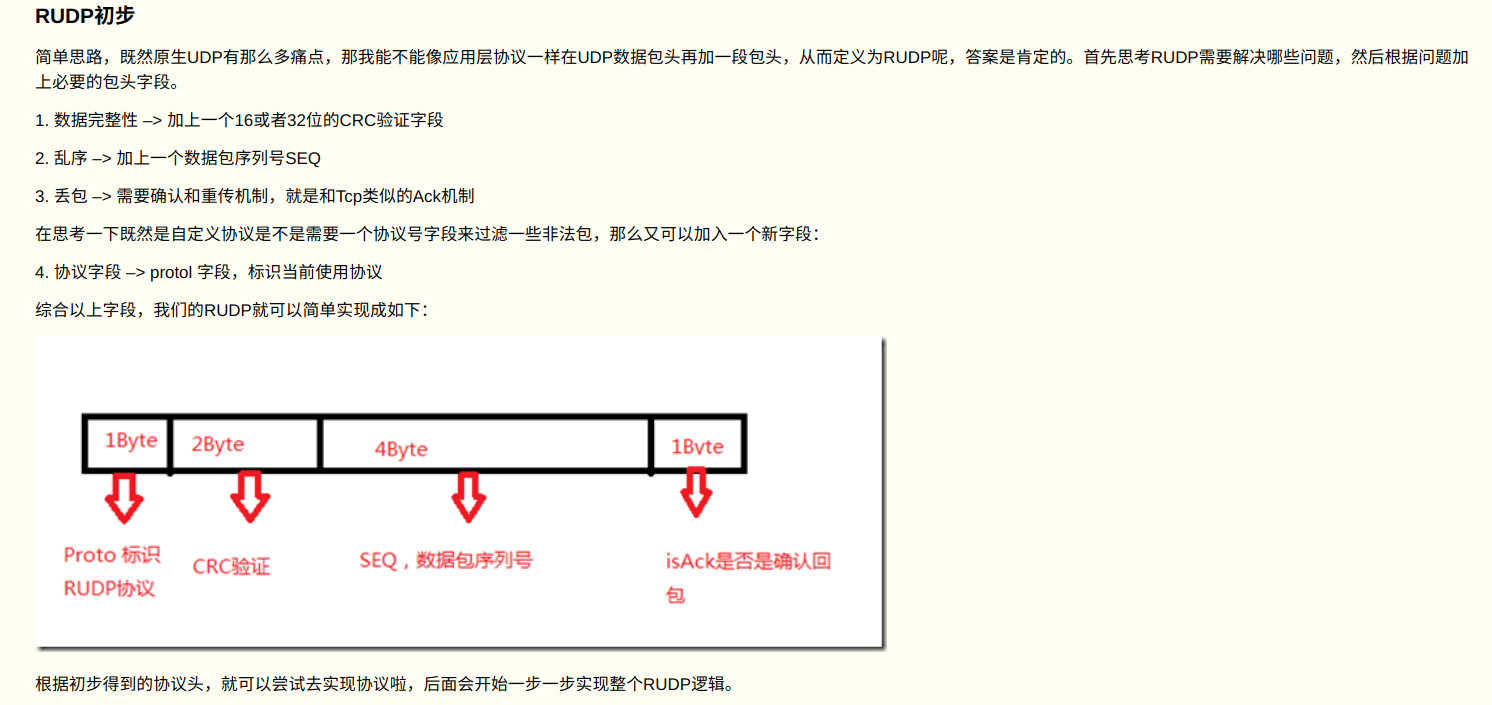 RUDP初步
简单思路，既然原生UDP有那么多痛点，那我能不能像应用层协议一样在UDP数据包头再加一段包头，从而定义为RUDP呢，答案是肯定的。首先思考RUDP需要解决哪些问题，然后根据问题加
上必要的包头字段。
1. 数据完整性 –> 加上一个16或者32位的CRC验证字段
2. 乱序 –> 加上一个数据包序列号SEQ
3. 丢包 –> 需要确认和重传机制，就是和Tcp类似的Ack机制
在思考一下既然是自定义协议是不是需要一个协议号字段来过滤一些非法包，那么又可以加入一个新字段：
4. 协议字段 –> protol 字段，标识当前使用协议
综合以上字段，我们的RUDP就可以简单实现成如下：
1Byte
2Byte
4Byte
1Byte
Proto 标识
RUDP协议
CRC验证
SEQ，数据包序列号
isAck是否是确认回
包
根据初步得到的协议头，就可以尝试去实现协议啦，后面会开始一步一步实现整个RUDP逻辑。